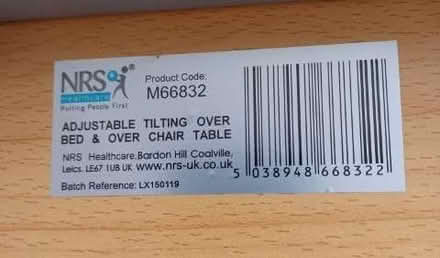 NRS
healthcare
Putting People First
Product Code:
M66832
ADJUSTABLE TILTING OVER
BED & OVER CHAIR TABLE
NRS Healthcare, Bardon Hill Coalville,
Leics. LE67 1UB UK www.nrs-uk.co.uk
Batch Reference: LX150119
5 038948 668322